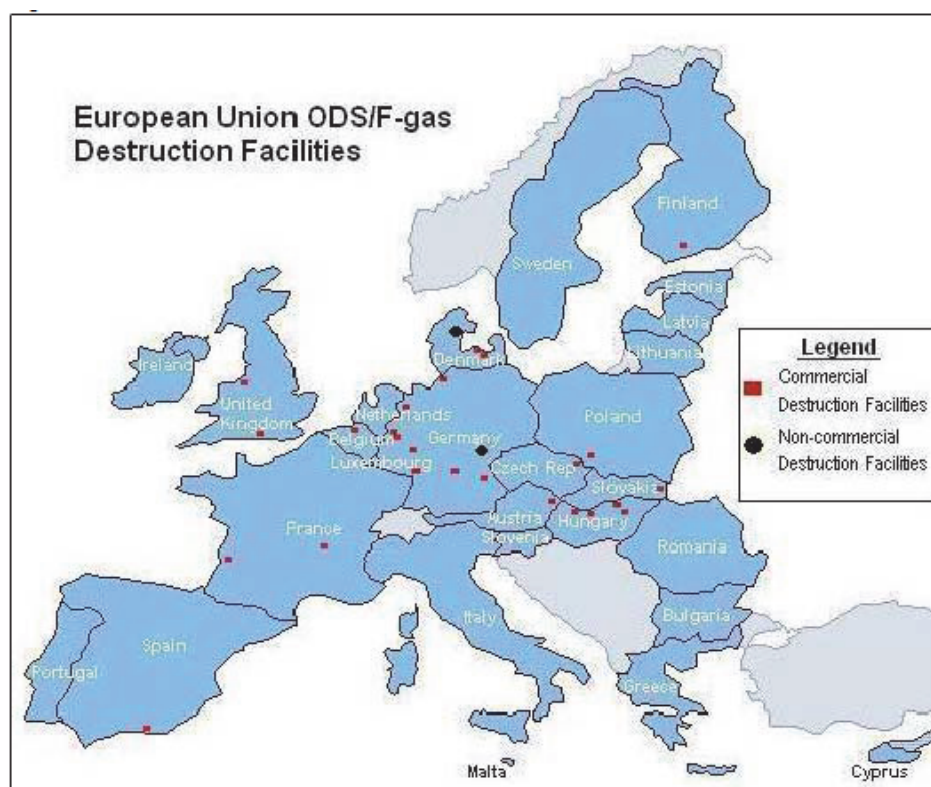 European Union ODS/F-gas
Destruction Facilities
Finland
Sweden
Estonia
Latvia
Lithuania
Denmark
Ireland
United
Kingdom
Netherlands
Belgium
Germany
Luxembourg
Poland
Czech Rep
Slovakia
Austria
Hungary
Slovenia
France
Romania
Italy
Bulgaria
Spain
Portugal
Greece
Malta
Cyprus
Legend
Commercial
Destruction Facilities
Non-commercial
Destruction Facilities